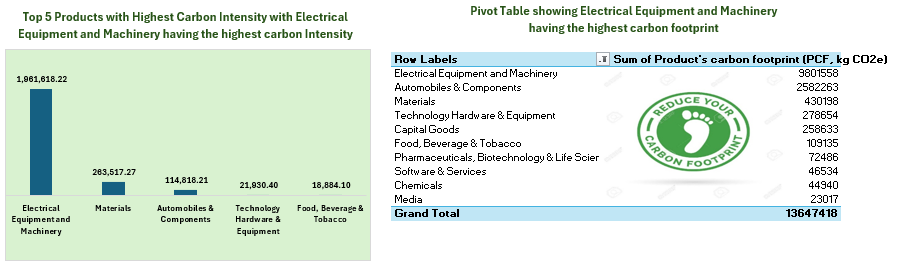 Top 5 Products with Highest Carbon Intensity with Electrical
Equipment and Machinery having the highest carbon Intensity
1,961,618.22
263,517.27
114,818.21
21,930.40
18,884.10
Electrical
Equipment and
Machinery
Materials
Automobiles &
Components
Technology
Hardware &
Equipment
Food, Beverage &
Tobacco
Pivot Table showing Electrical Equipment and Machinery
having the highest carbon footprint
Row Labels Sum of Product's carbon footprint (PCF, kg CO2e)
Electrical Equipment and Machinery 9801558
Automobiles & Components 2582263
Materials 430198
Technology Hardware & Equipment 278654
Capital Goods 258633
Food, Beverage & Tobacco 109135
Pharmaceuticals, Biotechnology & Life Scier 72486
Software & Services 46534
Chemicals 44940
Media 23017
Grand Total 13647418
REDUCE YOUR
CARBON FOOTPRINT